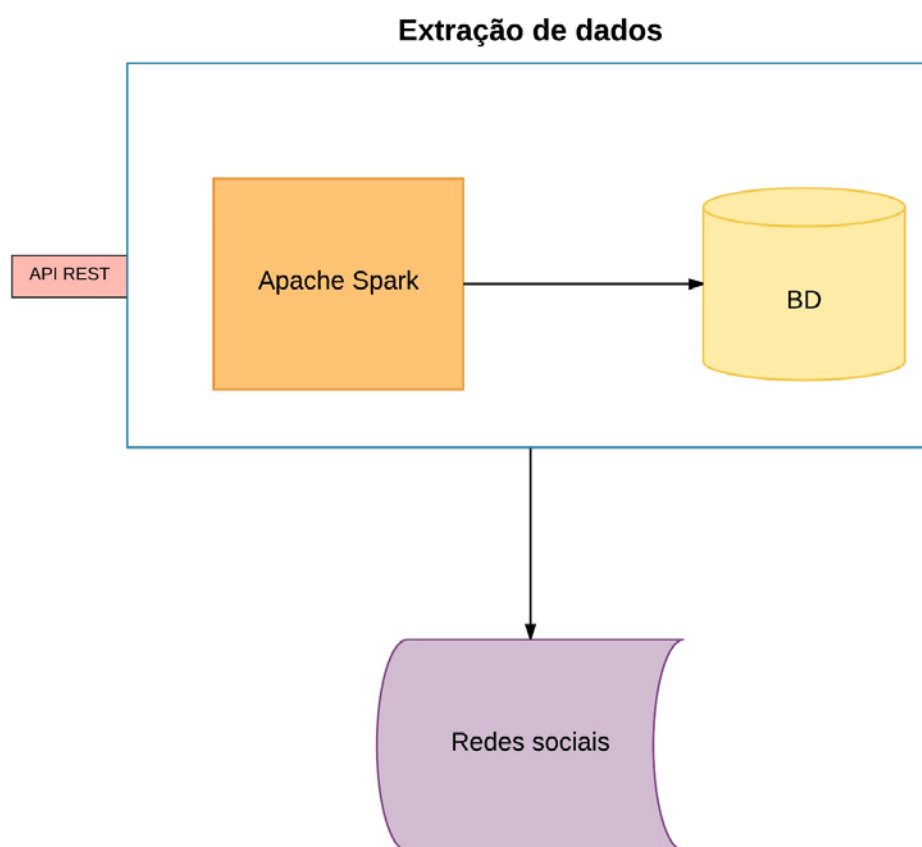 Extração de dados
API REST
Apache Spark
BD
Redes sociais